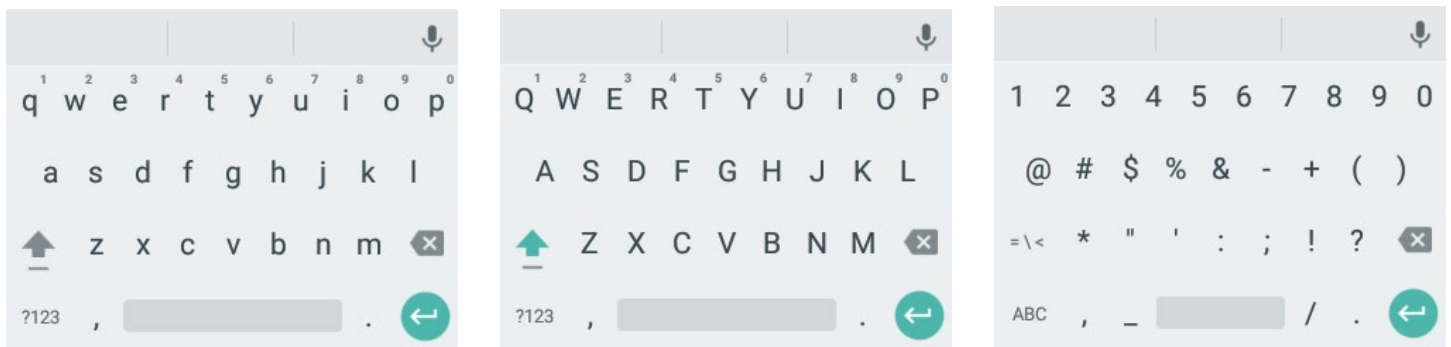 1 2 3 4 5 6 7 8 9 0
q w e r t y u i o p
a s d f g h j k l
z x c v b n m
?123 , .
1 2 3 4 5 6 7 8 9 0
Q W E R T Y U I O P
A S D F G H J K L
Z X C V B N M
?123 , .
1 2 3 4 5 6 7 8 9 0
@ # $ % & - + ( )
= \ < * " ' : ; ! ?
ABC , _ / .